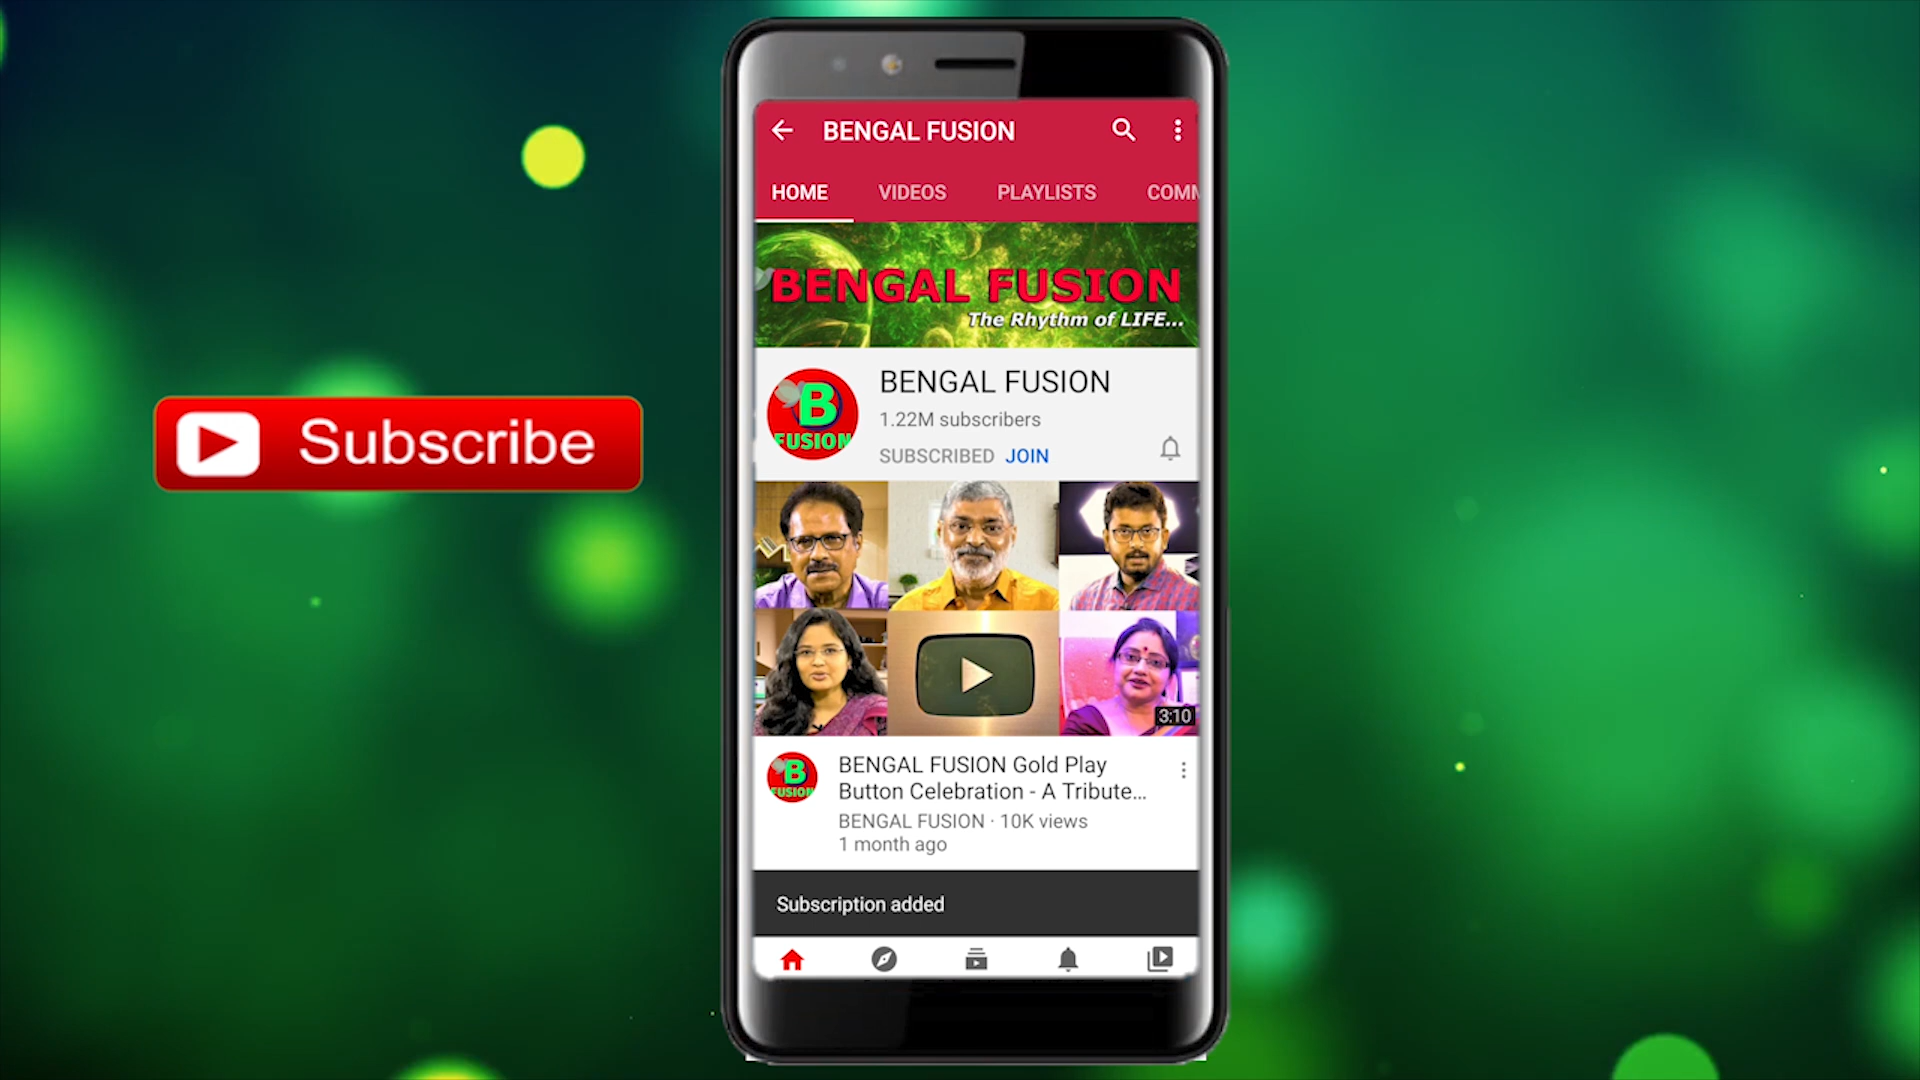 Subscribe
BENGAL FUSION
HOME VIDEOS PLAYLISTS COMM
BENGAL FUSION
The Rhythm of LIFE...
B
FUSION
BENGAL FUSION
1.22M subscribers
SUBSCRIBED JOIN
3:10
B
FUSION
BENGAL FUSION Gold Play
Button Celebration - A Tribute...
BENGAL FUSION · 10K views
1 month ago
Subscription added